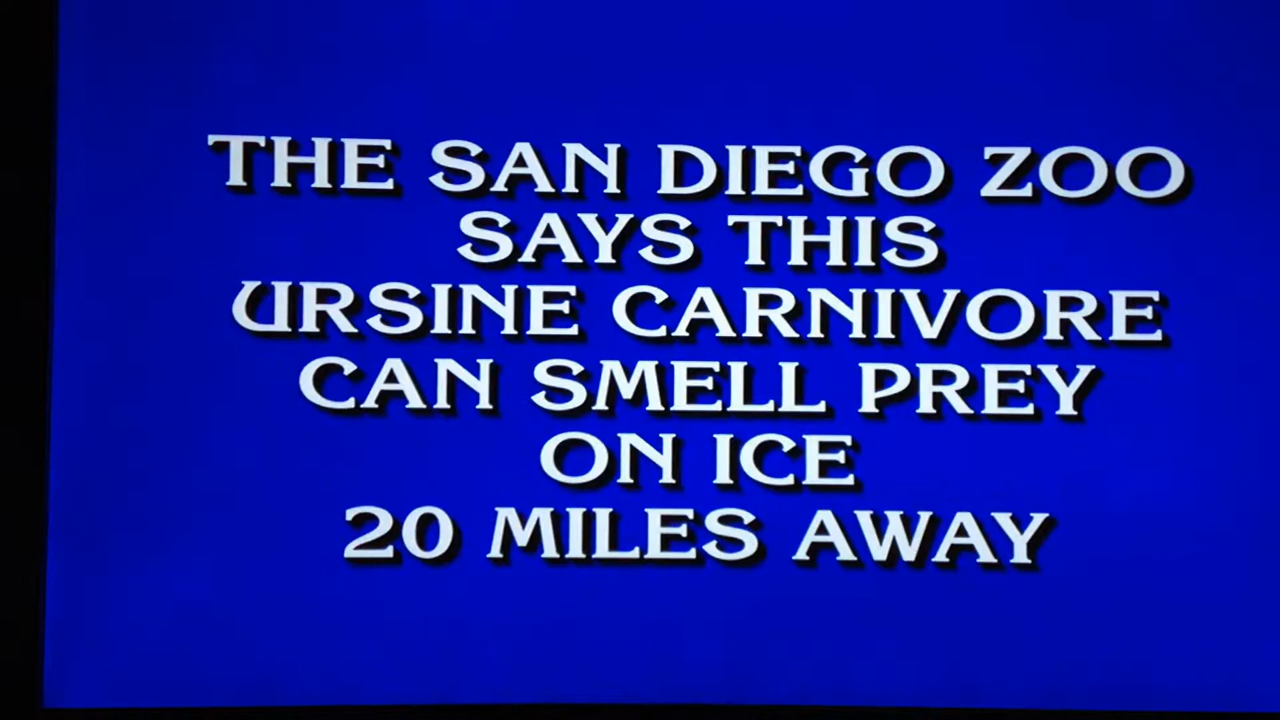 THE SAN DIEGO ZOO
SAYS THIS
URSINE CARNIVORE
CAN SMELL PREY
ON ICE
20 MILES AWAY